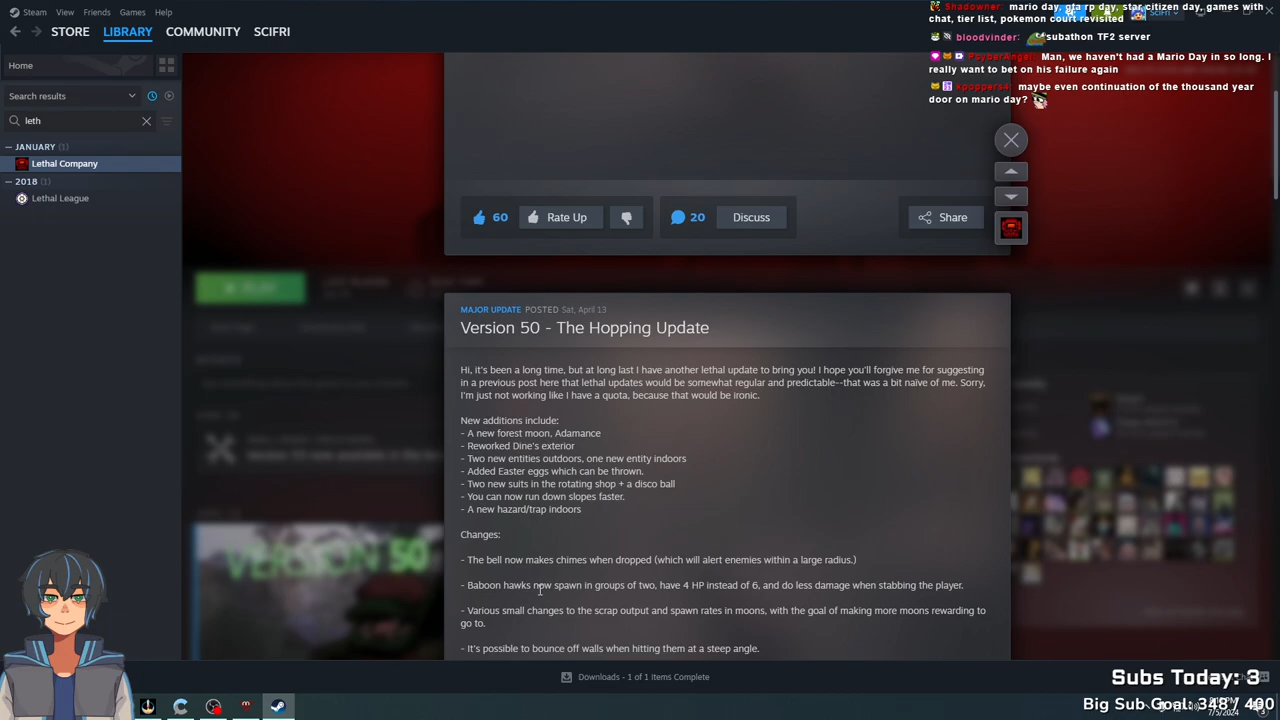 Steam View Friends Games Help
STORE LIBRARY COMMUNITY SCIFRI
Shadowner: mario day, gfa rp day, star citizen day, games with
chat, tier list, pokemon court revisited
bloodvinder: subathon TF2 server
PsybarAngel: Man, we haven't had a Mario Day in so long. I
really want to bet on his failure again
kpoppers4: maybe even continuation of the thousand year
door on mario day?
Home
Search results
leth
JANUARY (1)
Lethal Company
2018 (1)
Lethal League
60 Rate Up 20 Discuss Share
MAJOR UPDATE POSTED Sat, April 13
Version 50 - The Hopping Update
Hi, it's been a long time, but at long last I have another lethal update to bring you! I hope you'll forgive me for suggesting
in a previous post here that lethal updates would be somewhat regular and predictable--that was a bit naïve of me. Sorry,
I'm just not working like I have a quota, because that would be ironic.
New additions include:
- A new forest moon, Adamance
- Reworked Dine's exterior
- Two new entities outdoors, one new entity indoors
- Added Easter eggs which can be thrown.
- Two new suits in the rotating shop + a disco ball
- You can now run down slopes faster.
- A new hazard/trap indoors
Changes:
- The bell now makes chimes when dropped (which will alert enemies within a large radius.)
- Baboon hawks now spawn in groups of two, have 4 HP instead of 6, and do less damage when stabbing the player.
- Various small changes to the scrap output and spawn rates in moons, with the goal of making more moons rewarding to
go to.
- It's possible to bounce off walls when hitting them at a steep angle.
VERSION 50
Downloads - 1 of 1 Items Complete
Subs Today: 3
Big Sub Goal: 348 / 400
7/5/2024